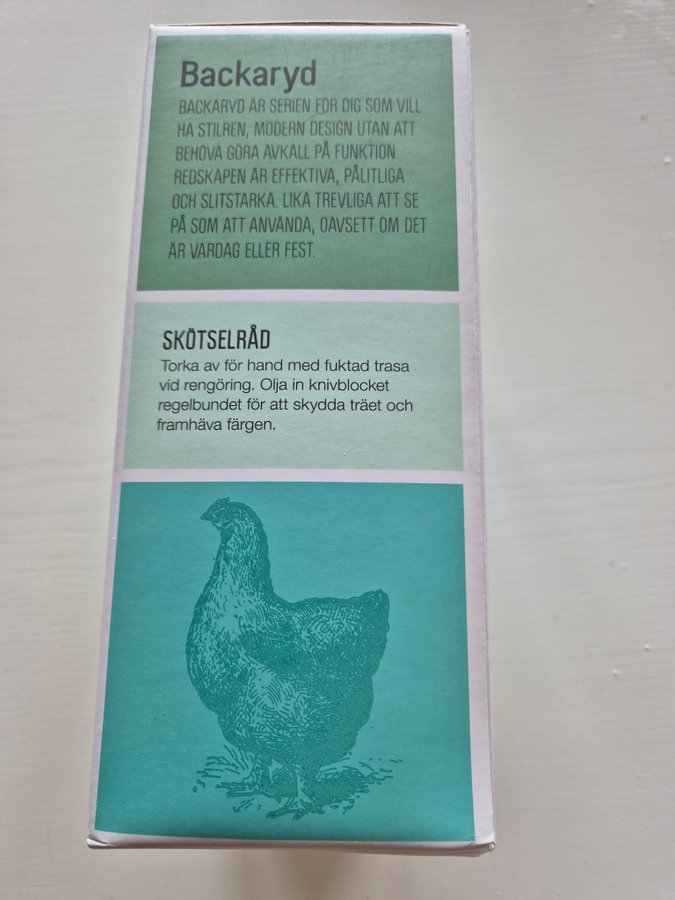 Backaryd
BACKARYD ÄR SERIEN FÖR DIG SOM VILL
HA STILREN, MODERN DESIGN UTAN ATT
BEHÖVA GÖRA AVKALL PÅ FUNKTION.
REDSKAPEN ÄR EFFEKTIVA, PÅLITLIGA
OCH SLITSTARKA. LIKA TREVLIGA ATT SE
PÅ SOM ATT ANVÄNDA, OAVSETT OM DET
ÄR VARDAG ELLER FEST.
SKÖTSELRÅD
Torka av för hand med fuktad trasa
vid rengöring. Olja in knivblocket
regelbundet för att skydda träet och
framhäva färgen.